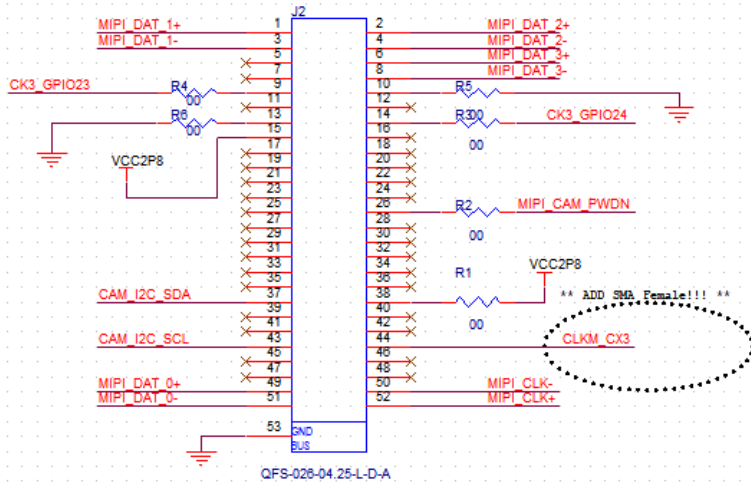 J2
MIPI_DAT_1+ 1 2 MIPI_DAT_2+
MIPI_DAT_1- 3 4 MIPI_DAT_2-
5 6 MIPI_DAT_3+
7 8 MIPI_DAT_3-
CK3_GPIO23 R4 00 9 10 R5
11 12
R6 00 13 14 R3 00 CK3_GPIO24
15 16
00
17 18
VCC2P8 19 20
21 22
23 24
25 26 R2 MIPI_CAM_PWDN
27 28
00
29 30
31 32
33 34
VCC2P8
35 36 R1
CAM_I2C_SDA 37 38
** ADD SMA Female!!! **
39 40
41 42 00
CAM_I2C_SCL 43 44 CLKM_CX3
45 46
47 48
MIPI_DAT_0+ 49 50 MIPI_CLK-
MIPI_DAT_0- 51 52 MIPI_CLK+
53 GND
BUS
QFS-026-04.25-L-D-A